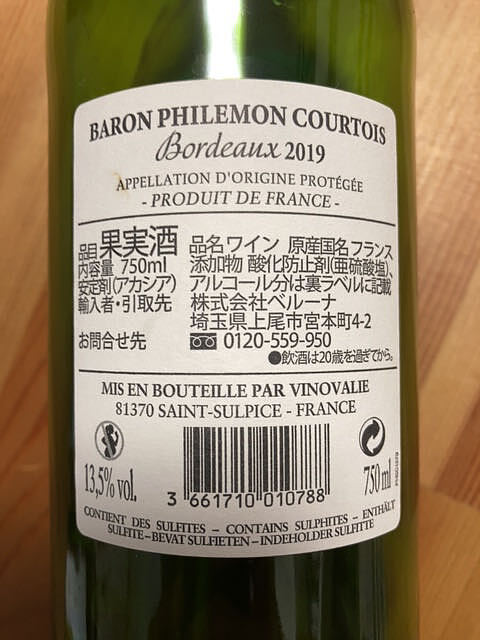 BARON PHILEMON COURTOIS
Bordeaux 2019
APPELLATION D'ORIGINE PROTÉGÉE
- PRODUIT DE FRANCE -
品目 果実酒 品名 ワイン 原産国名 フランス
内容量 750ml 添加物 酸化防止剤(亜硫酸塩)、
安定剤(アカシア) アルコール分は裏ラベルに記載
輸入者・引取先 株式会社ベルーナ
埼玉県上尾市宮本町4-2
お問合せ先 0120-559-950
●飲酒は20歳を過ぎてから。
MIS EN BOUTEILLE PAR VINOVALIE
81370 SAINT-SULPICE - FRANCE
13,5% vol.
3 661710 010788
750 ml
CONTIENT DES SULFITES – CONTAINS SULPHITES – ENTHÄLT
SULFITE – BEVAT SULFIETEN – INDEHOLDER SULFITTE